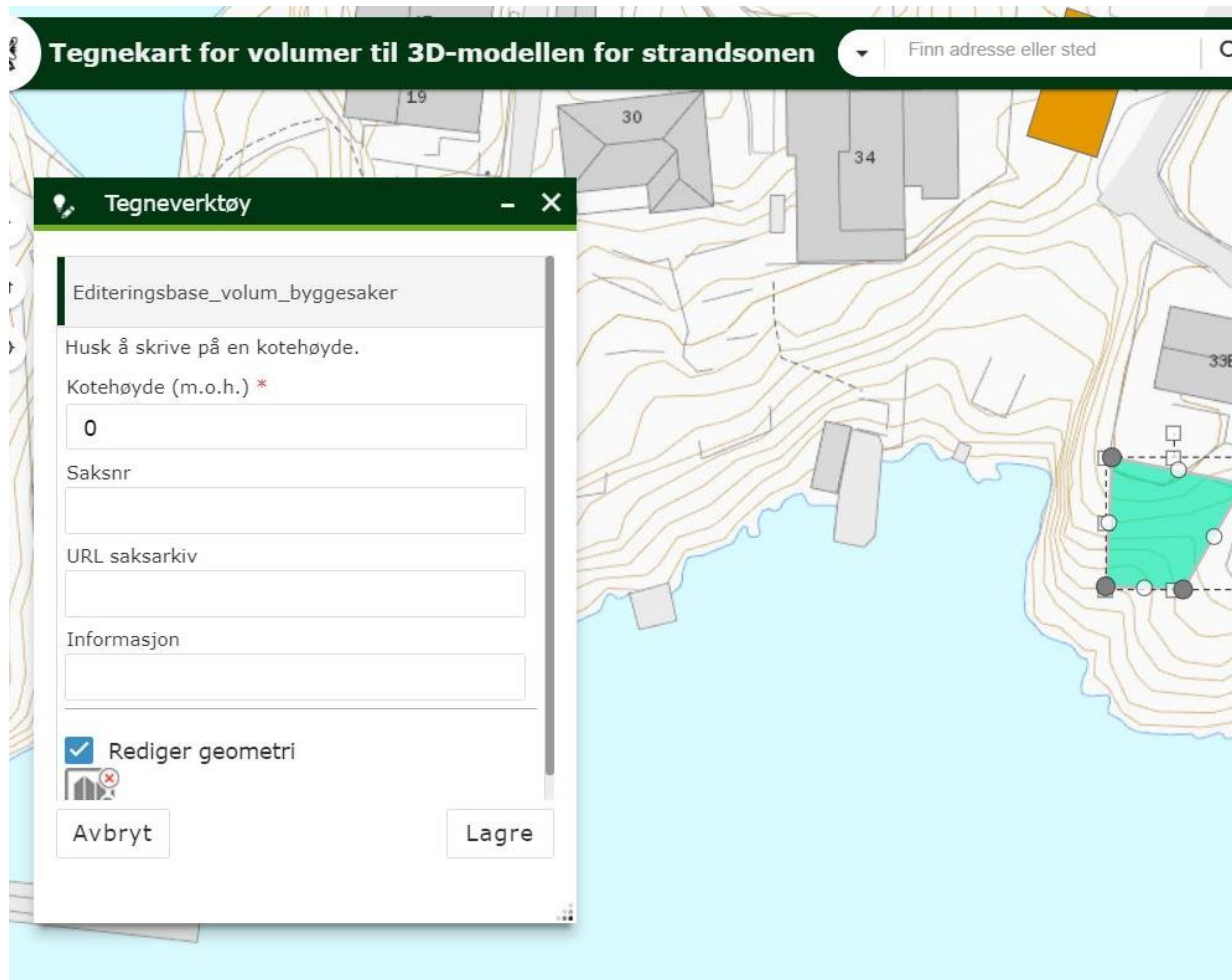 Tegnekart for volumer til 3D-modellen for strandsonen
Finn adresse eller sted
19
30
34
Tegneverktøy
Editeringsbase_volum_byggesaker
Husk å skrive på en kotehøyde.
Kotehøyde (m.o.h.) *
0
33B
Saksnr
URL saksarkiv
Informasjon
Rediger geometri
Avbryt
Lagre